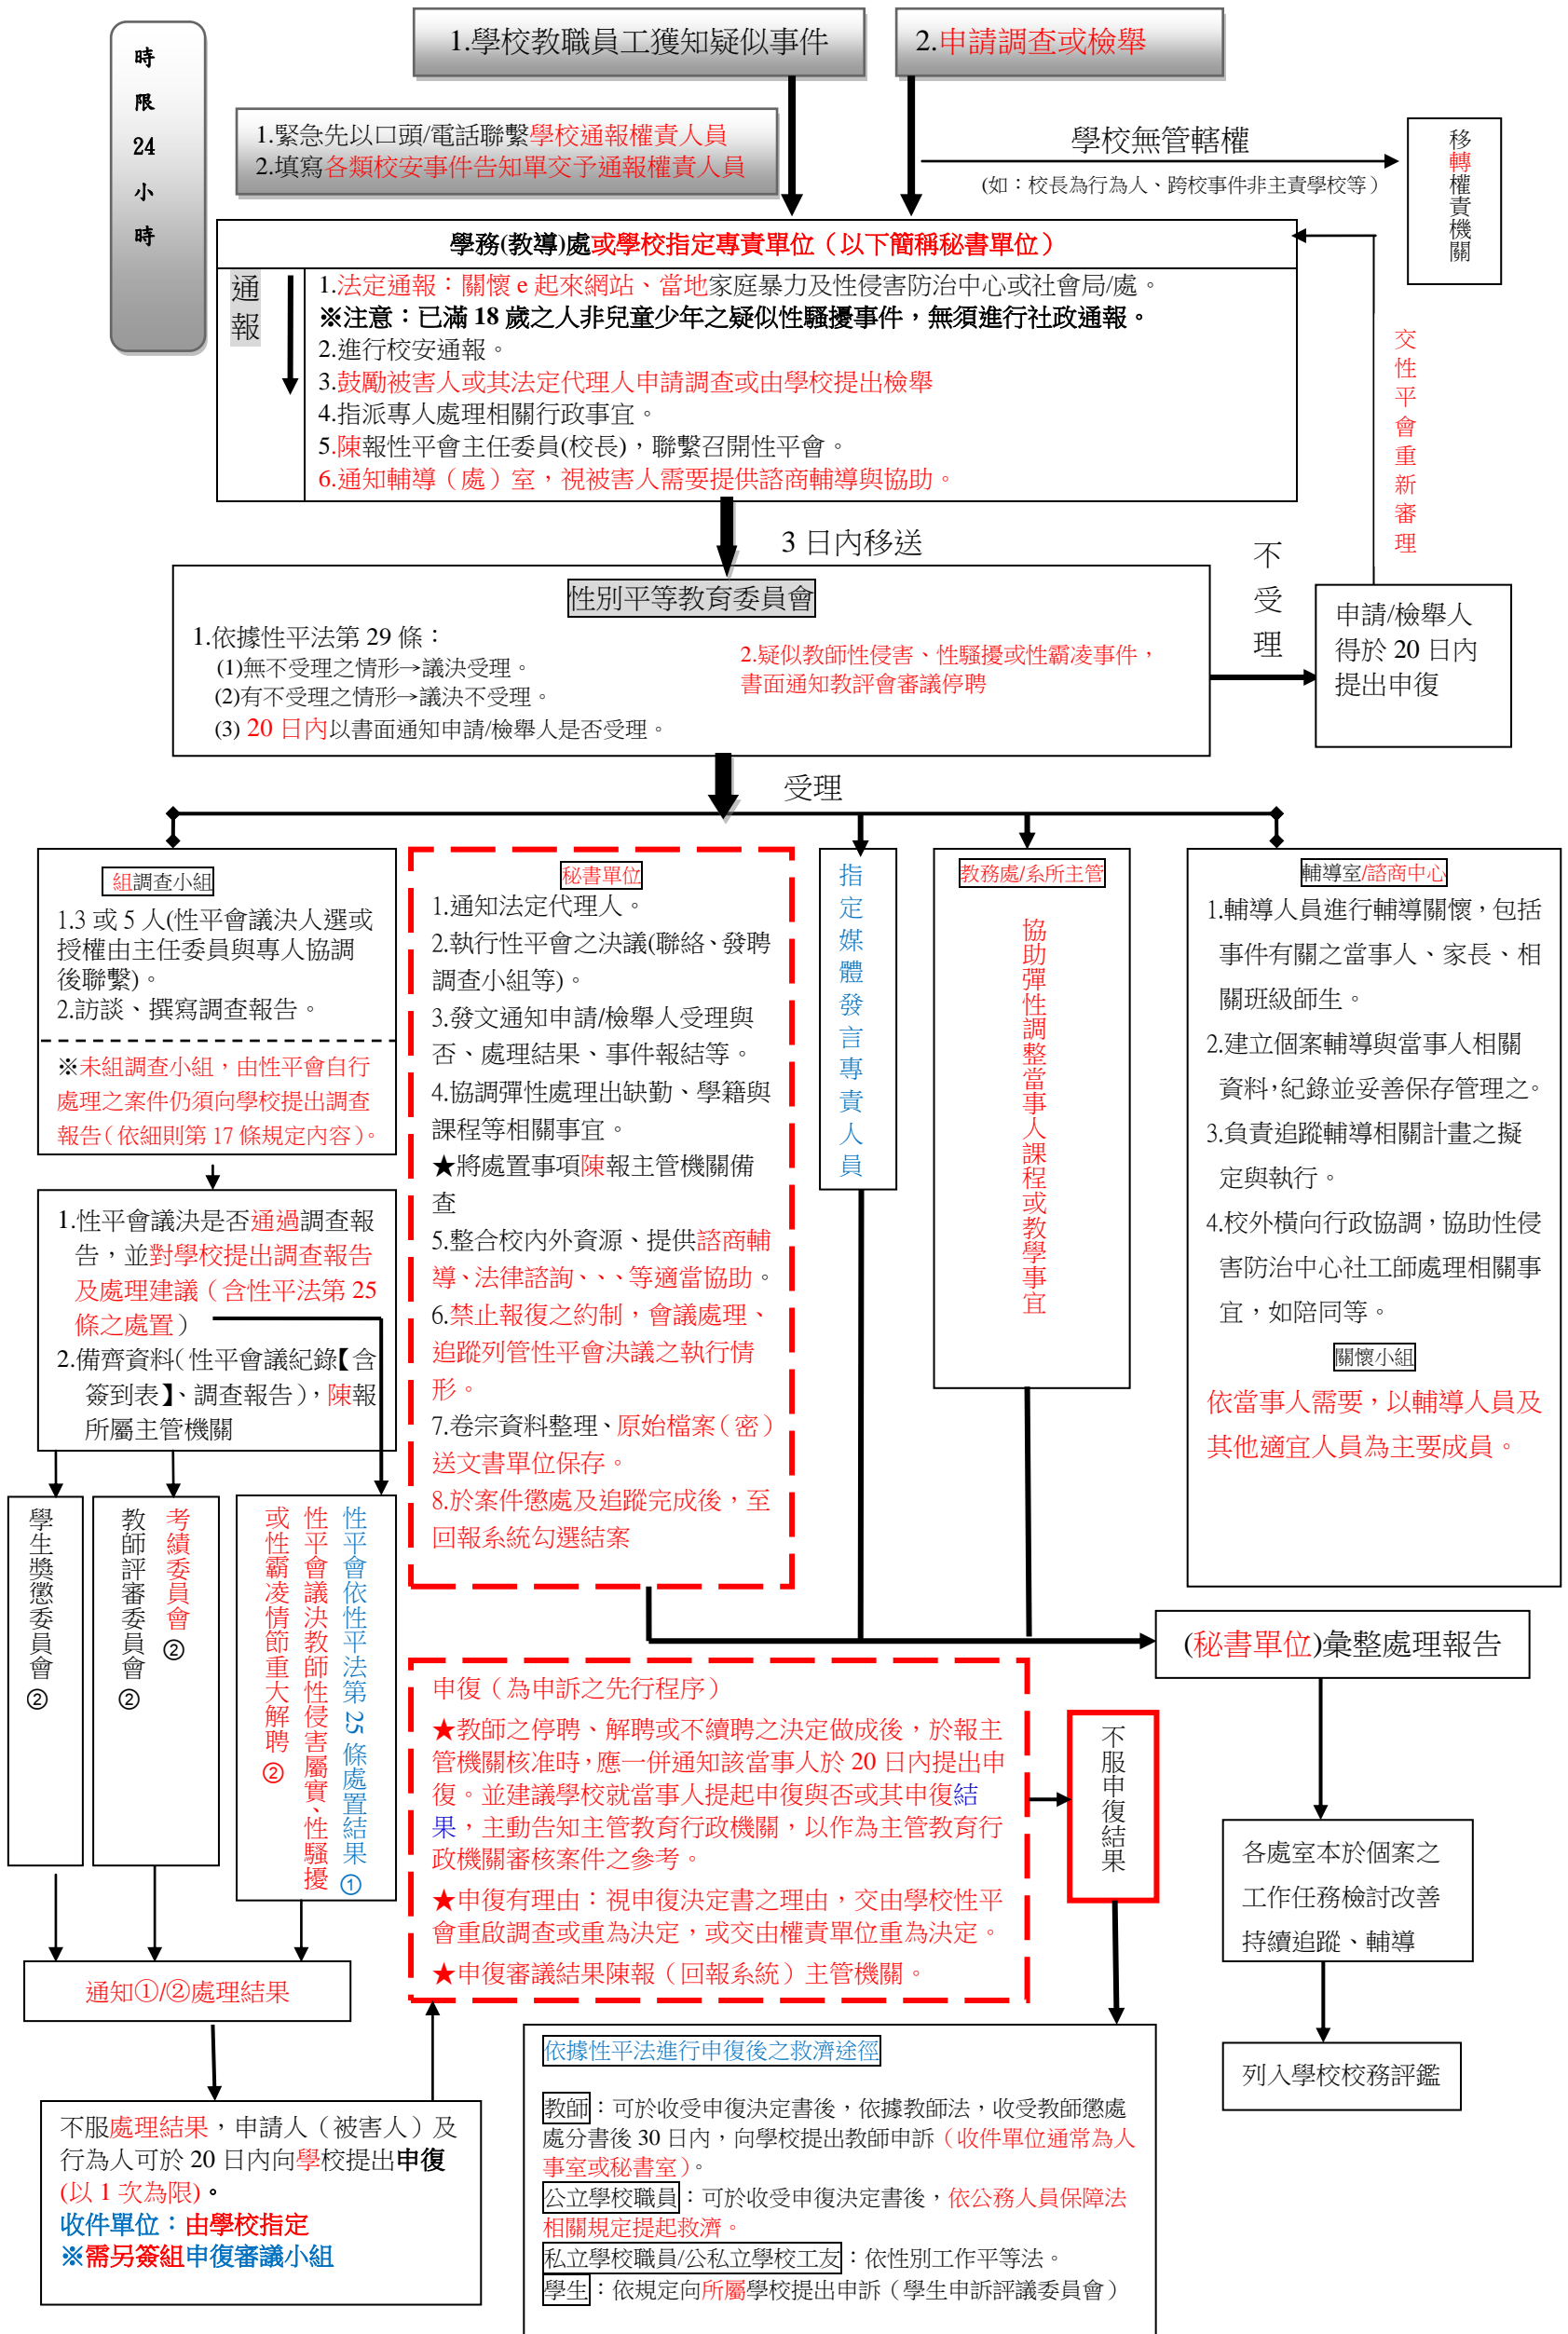 時
限
24
小
時
1.學校教職員工獲知疑似事件
2.申請調查或檢舉
1.緊急先以口頭/電話聯繫學校通報權責人員
2.填寫各類校安事件告知單交予通報權責人員
學校無管轄權
(如：校長為行為人、跨校事件非主責學校等）
移轉權責機關
學務(教導)處或學校指定專責單位（以下簡稱秘書單位）
通報
1.法定通報：關懷 e 起來網站、當地家庭暴力及性侵害防治中心或社會局/處。
※注意：已滿 18 歲之人非兒童少年之疑似性騷擾事件，無須進行社政通報。
2.進行校安通報。
3.鼓勵被害人或其法定代理人申請調查或由學校提出檢舉
4.指派專人處理相關行政事宜。
5.陳報性平會主任委員(校長)，聯繫召開性平會。
6.通知輔導（處）室，視被害人需要提供諮商輔導與協助。
交性平會重新審理
3 日內移送
性別平等教育委員會
1.依據性平法第 29 條：
(1)無不受理之情形→議決受理。
(2)有不受理之情形→議決不受理。
(3) 20 日內以書面通知申請/檢舉人是否受理。
2.疑似教師性侵害、性騷擾或性霸凌事件，
書面通知教評會審議停聘
不受理
申請/檢舉人
得於 20 日內
提出申復
受理
組調查小組
1.3 或 5 人(性平會議決人選或
授權由主任委員與專人協調
後聯繫)。
2.訪談、撰寫調查報告。
※未組調查小組，由性平會自行
處理之案件仍須向學校提出調查
報告（依細則第 17 條規定內容）。
1.性平會議決是否通過調查報
告，並對學校提出調查報告
及處理建議（含性平法第 25
條之處置）
2.備齊資料（性平會議紀錄【含
簽到表】、調查報告），陳報
所屬主管機關
學生獎懲委員會②
考績委員會②
教師評審委員會②
性平會依性平法第 25 條處置結果①
性平會議決教師性侵害屬實、性騷擾
或性霸凌情節重大解聘②
通知①/②處理結果
不服處理結果，申請人（被害人）及
行為人可於 20 日內向學校提出申復
(以 1 次為限)。
收件單位：由學校指定
※需另簽組申復審議小組
秘書單位
1.通知法定代理人。
2.執行性平會之決議(聯絡、發聘
調查小組等)。
3.發文通知申請/檢舉人受理與
否、處理結果、事件報結等。
4.協調彈性處理出缺勤、學籍與
課程等相關事宜。
★將處置事項陳報主管機關備
查
5.整合校內外資源、提供諮商輔
導、法律諮詢、、、等適當協助。
6.禁止報復之約制，會議處理、
追蹤列管性平會決議之執行情
形。
7.卷宗資料整理、原始檔案（密）
送文書單位保存。
8.於案件懲處及追蹤完成後，至
回報系統勾選結案
指定媒體發言專責人員
教務處/系所主管
協助彈性調整當事人課程或教學事宜
輔導室/諮商中心
1.輔導人員進行輔導關懷，包括
事件有關之當事人、家長、相
關班級師生。
2.建立個案輔導與當事人相關
資料，紀錄並妥善保存管理之。
3.負責追蹤輔導相關計畫之擬
定與執行。
4.校外橫向行政協調，協助性侵
害防治中心社工師處理相關事
宜，如陪同等。
關懷小組
依當事人需要，以輔導人員及
其他適宜人員為主要成員。
(秘書單位)彙整處理報告
各處室本於個案之
工作任務檢討改善
持續追蹤、輔導
列入學校校務評鑑
申復（為申訴之先行程序）
★教師之停聘、解聘或不續聘之決定做成後，於報主
管機關核准時，應一併通知該當事人於 20 日內提出申
復。並建議學校就當事人提起申復與否或其申復結
果，主動告知主管教育行政機關，以作為主管教育行
政機關審核案件之參考。
★申復有理由：視申復決定書之理由，交由學校性平
會重啟調查或重為決定，或交由權責單位重為決定。
★申復審議結果陳報（回報系統）主管機關。
不服申復結果
依據性平法進行申復後之救濟途徑
教師：可於收受申復決定書後，依據教師法，收受教師懲處
處分書後 30 日內，向學校提出教師申訴（收件單位通常為人
事室或秘書室）。
公立學校職員：可於收受申復決定書後，依公務人員保障法
相關規定提起救濟。
私立學校職員/公私立學校工友：依性別工作平等法。
學生：依規定向所屬學校提出申訴（學生申訴評議委員會）